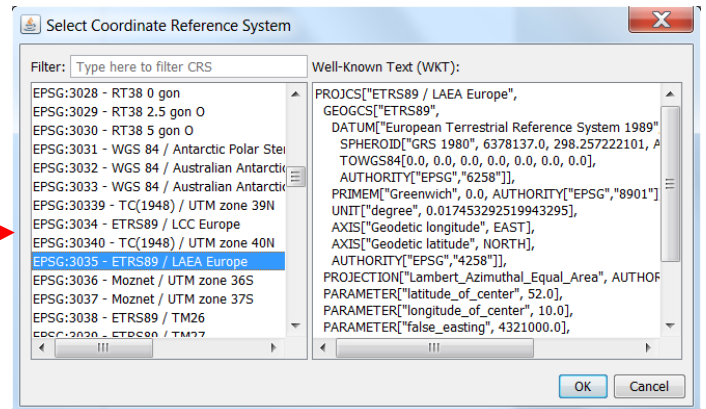 Select Coordinate Reference System
Filter: Type here to filter CRS
EPSG:3028 - RT38 0 gon
EPSG:3029 - RT38 2.5 gon O
EPSG:3030 - RT38 5 gon O
EPSG:3031 - WGS 84 / Antarctic Polar Ster
EPSG:3032 - WGS 84 / Australian Antarctic
EPSG:3033 - WGS 84 / Australian Antarctic
EPSG:30339 - TC(1948) / UTM zone 39N
EPSG:3034 - ETRS89 / LCC Europe
EPSG:30340 - TC(1948) / UTM zone 40N
EPSG:3035 - ETRS89 / LAEA Europe
EPSG:3036 - Moznet / UTM zone 36S
EPSG:3037 - Moznet / UTM zone 37S
EPSG:3038 - ETRS89 / TM26
EPSG:3039 - ETRS89 / TM27
Well-Known Text (WKT):
PROJCS["ETRS89 / LAEA Europe",
GEOGCS["ETRS89",
DATUM["European Terrestrial Reference System 1989"
SPHEROID["GRS 1980", 6378137.0, 298.257222101, A
TOWGS84[0.0, 0.0, 0.0, 0.0, 0.0, 0.0, 0.0],
AUTHORITY["EPSG","6258"]],
PRIMEM["Greenwich", 0.0, AUTHORITY["EPSG","8901"]
UNIT["degree", 0.017453292519943295],
AXIS["Geodetic longitude", EAST],
AXIS["Geodetic latitude", NORTH],
AUTHORITY["EPSG","4258"]],
PROJECTION["Lambert_Azimuthal_Equal_Area", AUTHOR
PARAMETER["latitude_of_center", 52.0],
PARAMETER["longitude_of_center", 10.0],
PARAMETER["false_easting", 4321000.0],
OK Cancel